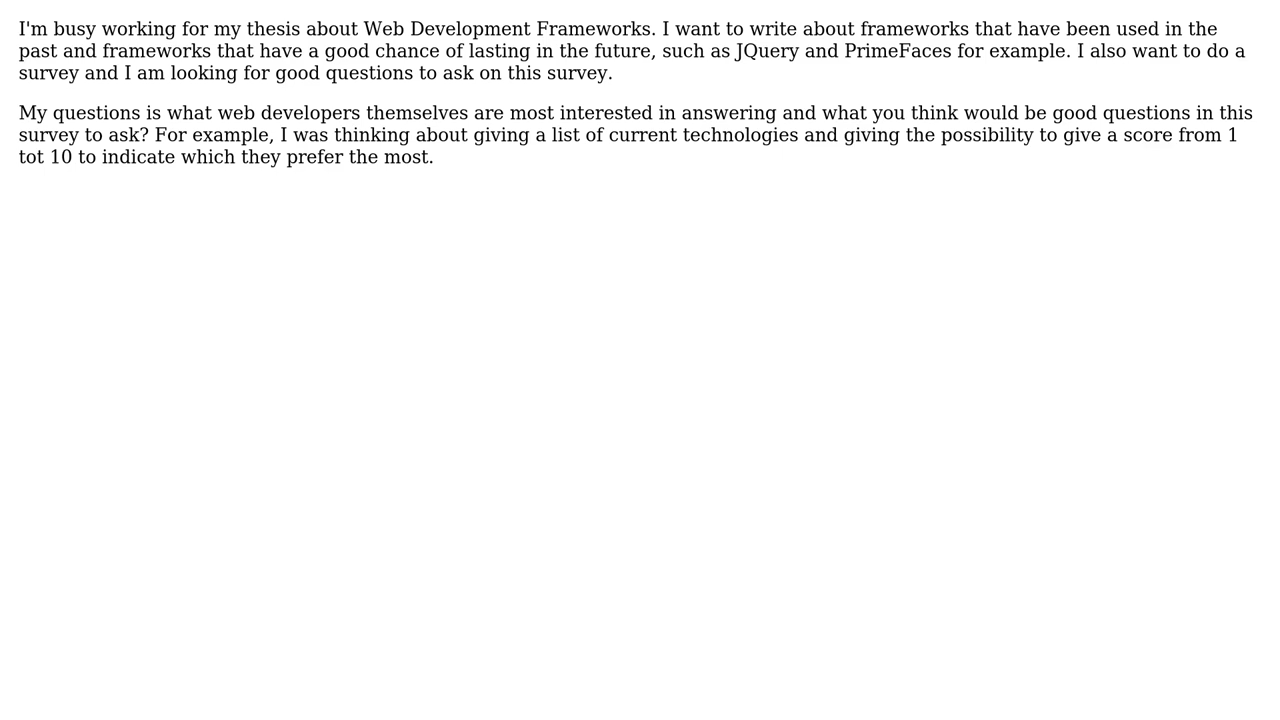 I'm busy working for my thesis about Web Development Frameworks. I want to write about frameworks that have been used in the
past and frameworks that have a good chance of lasting in the future, such as JQuery and PrimeFaces for example. I also want to do a
survey and I am looking for good questions to ask on this survey.
My questions is what web developers themselves are most interested in answering and what you think would be good questions in this
survey to ask? For example, I was thinking about giving a list of current technologies and giving the possibility to give a score from 1
tot 10 to indicate which they prefer the most.